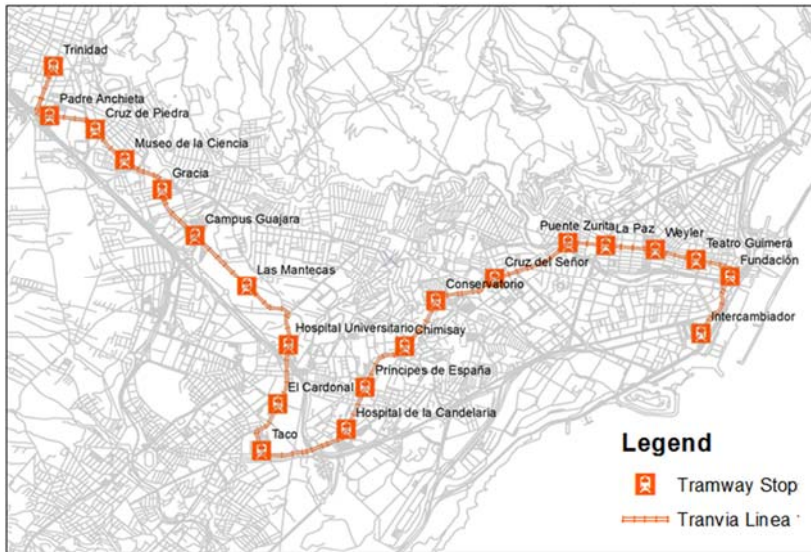 Trinidad
Padre Anchieta
Cruz de Piedra
Museo de la Ciencia
Gracia
Campus Guajara
Las Mantecas
Hospital Universitario
El Cardonal
Taco
Hospital de la Candelaria
Príncipes de España
Chimisay
Conservatorio
Cruz del Señor
Puente Zurita
La Paz
Weyler
Teatro Guimerá
Fundación
Intercambiador
Legend
Tramway Stop
Tranvia Linea